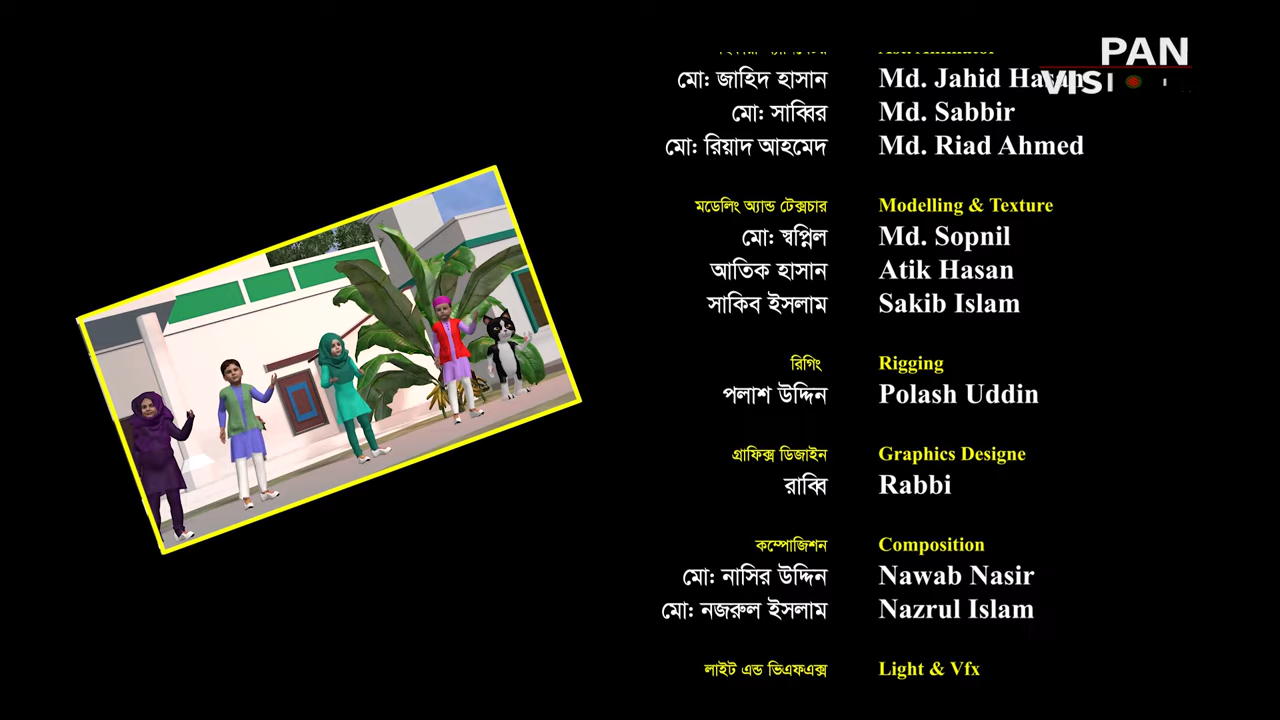 PAN
VISI
মো: জাহিদ হাসান Md. Jahid Hasan
মো: সাব্বির Md. Sabbir
মো: রিয়াদ আহমেদ Md. Riad Ahmed
মডেলিং অ্যান্ড টেক্সচার Modelling & Texture
মো: স্বপ্নিল Md. Sopnil
আতিক হাসান Atik Hasan
সাকিব ইসলাম Sakib Islam
রিগিং Rigging
পলাশ উদ্দিন Polash Uddin
গ্রাফিক্স ডিজাইন Graphics Designe
রাব্বি Rabbi
কম্পোজিশন Composition
মো: নাসির উদ্দিন Nawab Nasir
মো: নজরুল ইসলাম Nazrul Islam
লাইট এন্ড ভিএফএক্স Light & Vfx